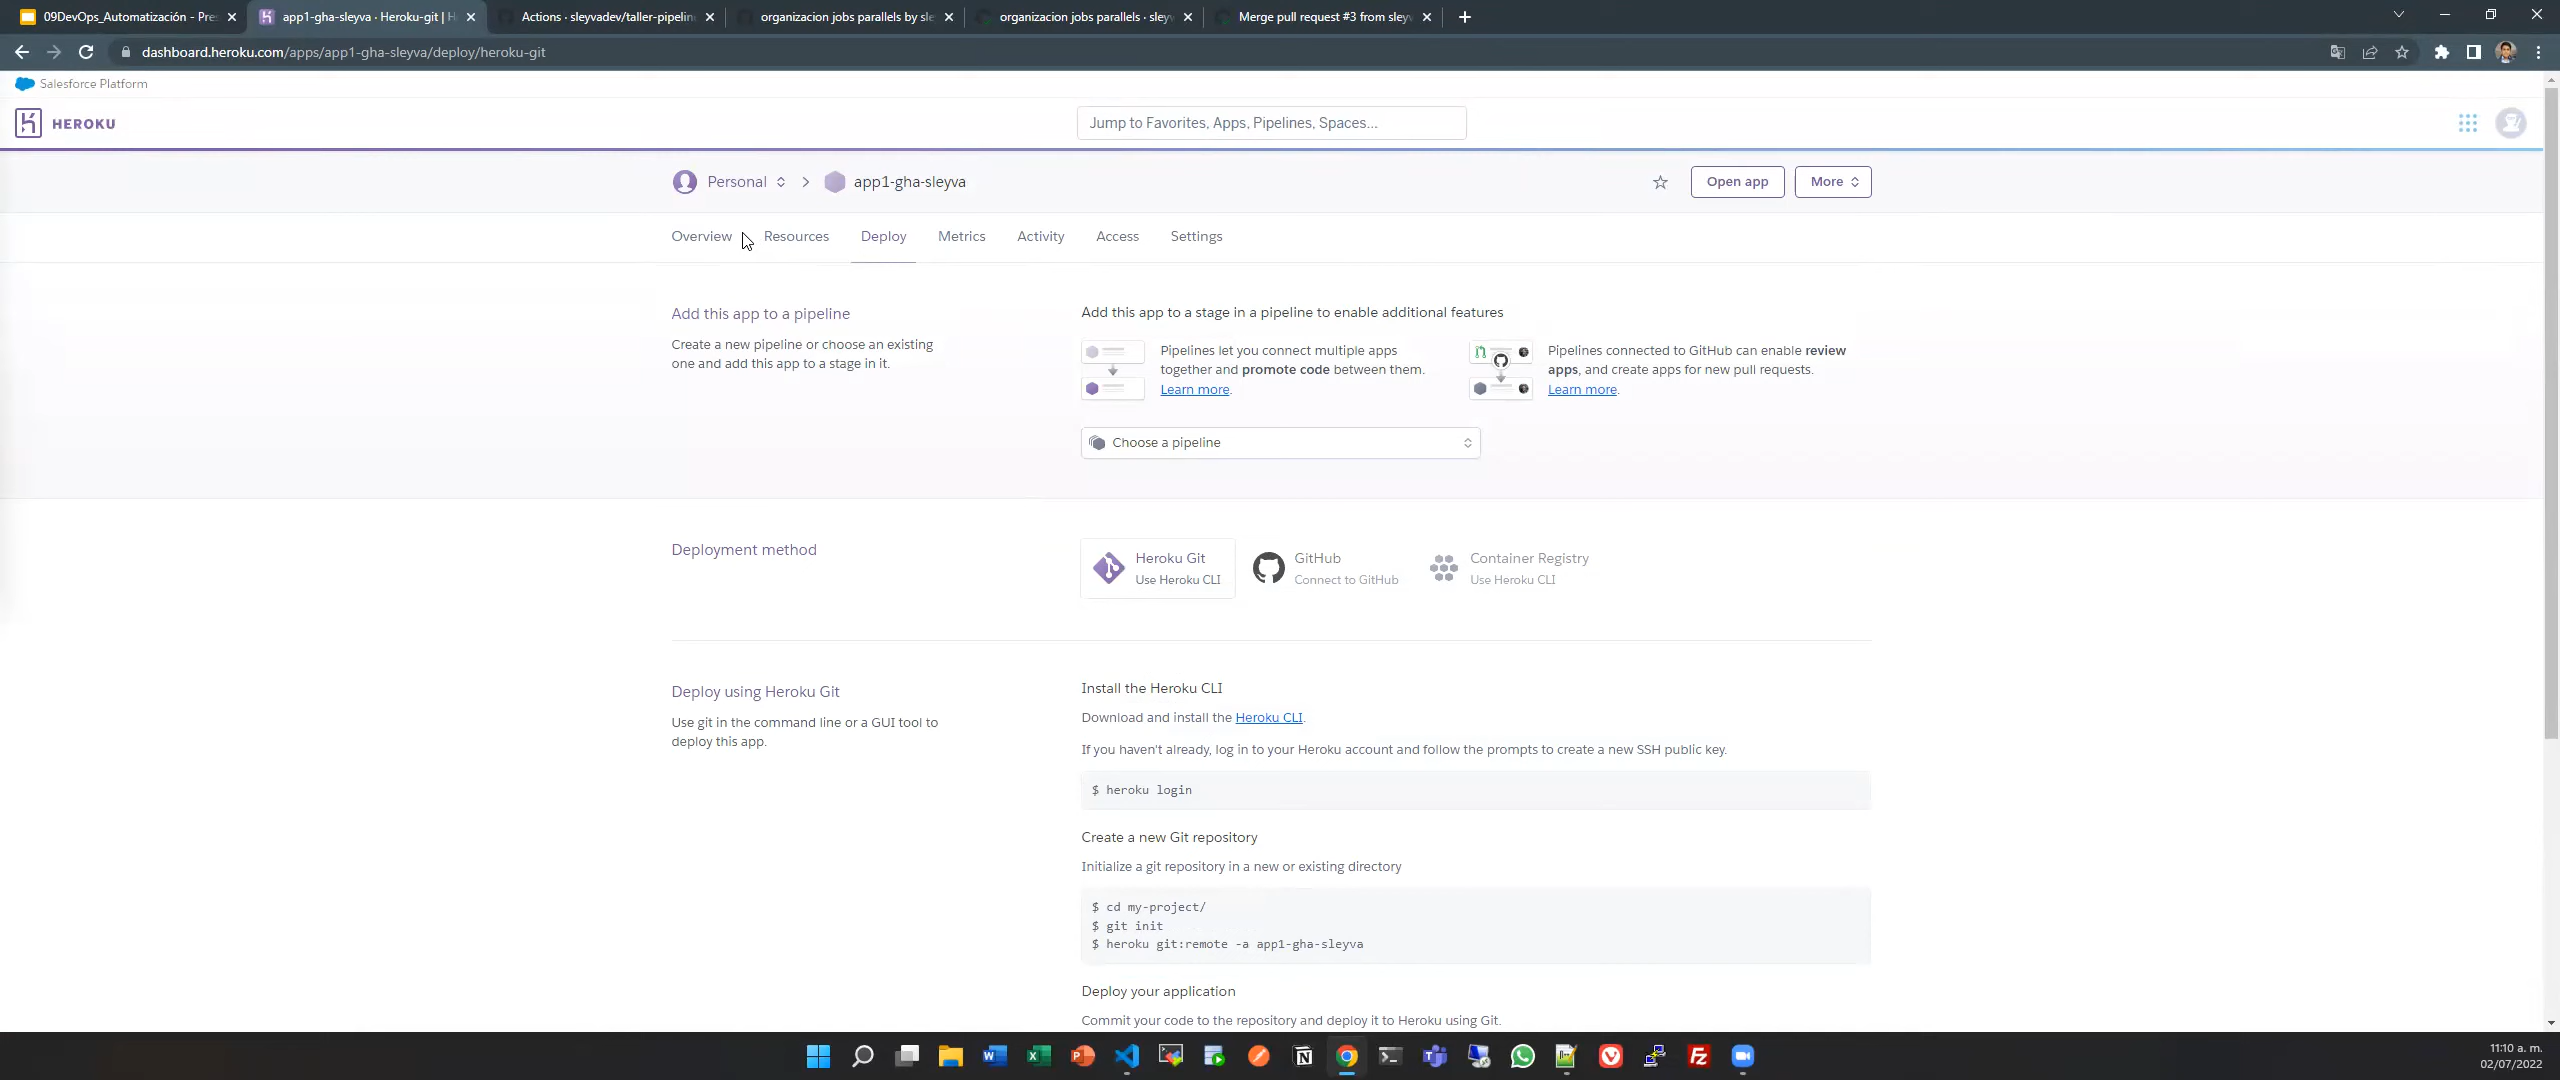 09DevOps_Automatización - Pre
app1-gha-sleyva · Heroku-git | H
Actions · sleyvadev/taller-pipelin
organizacion jobs parallels by sle
organizacion jobs parallels · sley
Merge pull request #3 from sley
dashboard.heroku.com/apps/app1-gha-sleyva/deploy/heroku-git
Salesforce Platform
HEROKU
Jump to Favorites, Apps, Pipelines, Spaces...
Personal
app1-gha-sleyva
Open app
More
Overview
Resources
Deploy
Metrics
Activity
Access
Settings
Add this app to a pipeline
Create a new pipeline or choose an existing
one and add this app to a stage in it.
Add this app to a stage in a pipeline to enable additional features
Pipelines let you connect multiple apps
together and promote code between them.
Learn more.
Pipelines connected to GitHub can enable review
apps, and create apps for new pull requests.
Learn more.
Choose a pipeline
Deployment method
Heroku Git
Use Heroku CLI
GitHub
Connect to GitHub
Container Registry
Use Heroku CLI
Deploy using Heroku Git
Use git in the command line or a GUI tool to
deploy this app.
Install the Heroku CLI
Download and install the Heroku CLI.
If you haven't already, log in to your Heroku account and follow the prompts to create a new SSH public key.
$ heroku login
Create a new Git repository
Initialize a git repository in a new or existing directory
$ cd my-project/
$ git init
$ heroku git:remote -a app1-gha-sleyva
Deploy your application
Commit your code to the repository and deploy it to Heroku using Git.
11:10 a. m.
02/07/2022